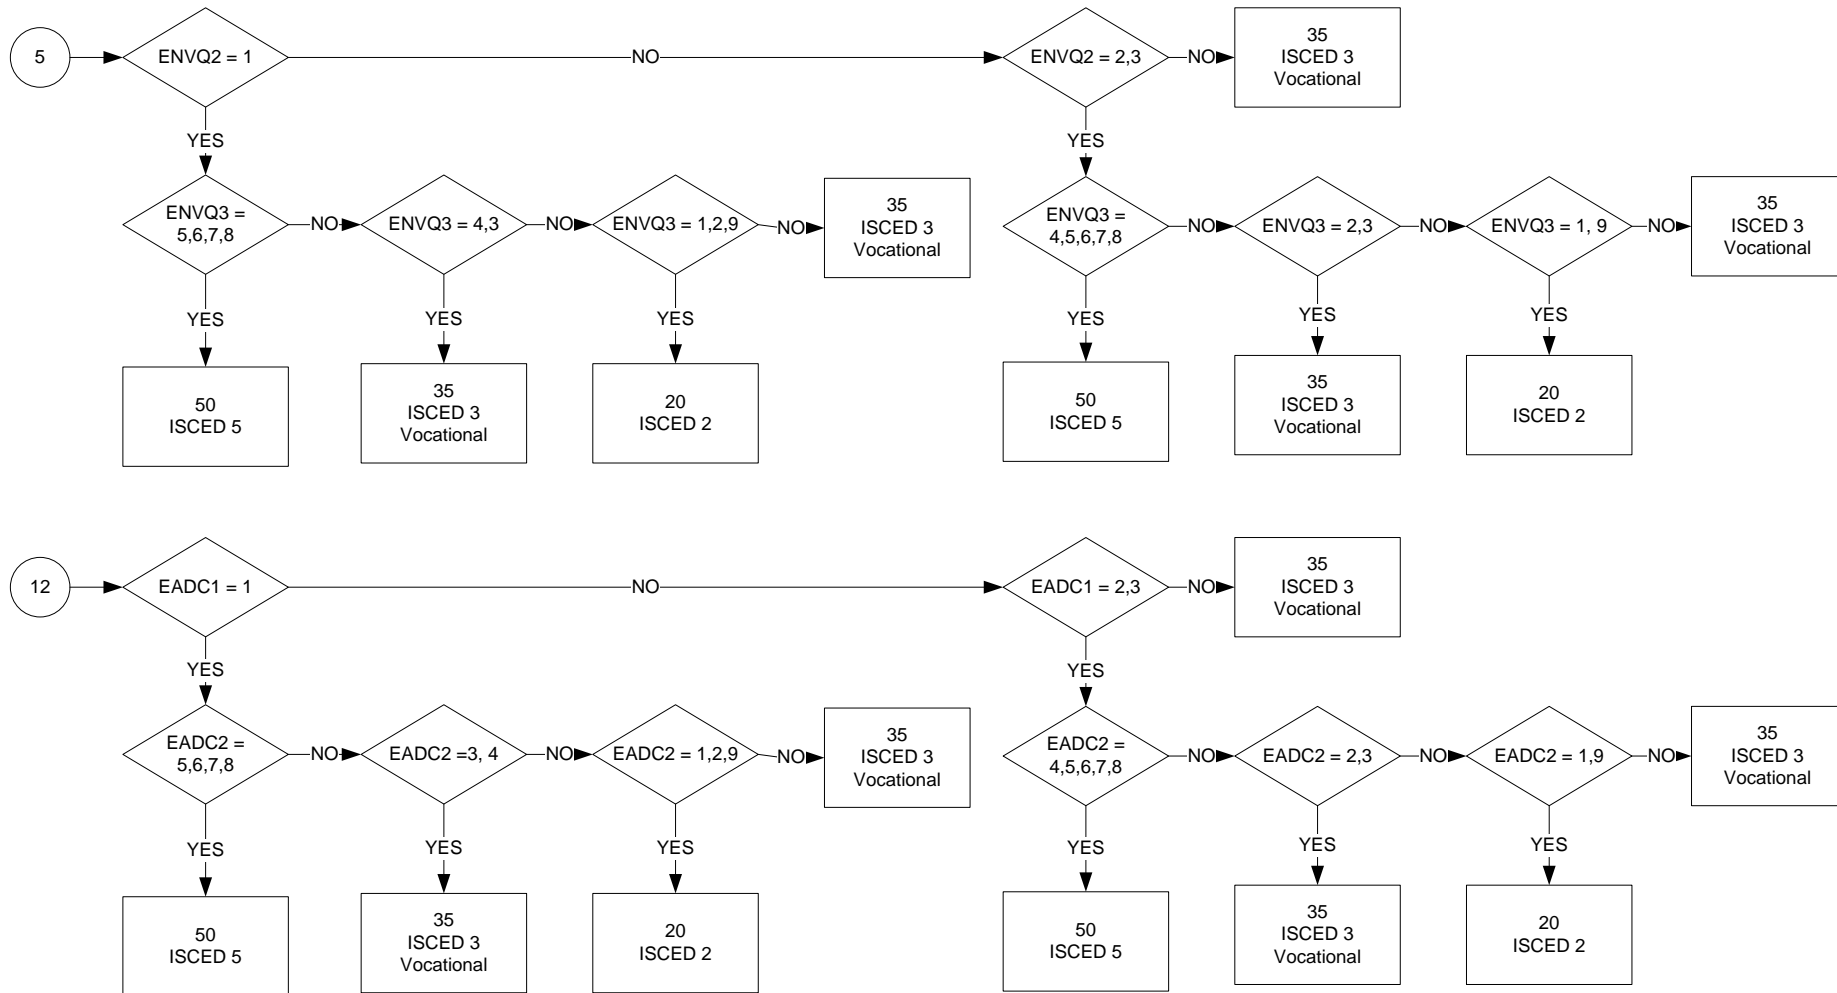 5
ENVQ2 = 1
NO
ENVQ2 = 2,3
NO
35
ISCED 3
Vocational
YES
YES
ENVQ3 =
5,6,7,8
NO
ENVQ3 = 4,3
NO
ENVQ3 = 1,2,9
NO
35
ISCED 3
Vocational
ENVQ3 =
4,5,6,7,8
NO
ENVQ3 = 2,3
NO
ENVQ3 = 1, 9
NO
35
ISCED 3
Vocational
YES
YES
YES
YES
YES
YES
50
ISCED 5
35
ISCED 3
Vocational
20
ISCED 2
50
ISCED 5
35
ISCED 3
Vocational
20
ISCED 2
12
EADC1 = 1
NO
EADC1 = 2,3
NO
35
ISCED 3
Vocational
YES
YES
EADC2 =
5,6,7,8
NO
EADC2 =3, 4
NO
EADC2 = 1,2,9
NO
35
ISCED 3
Vocational
EADC2 =
4,5,6,7,8
NO
EADC2 = 2,3
NO
EADC2 = 1,9
NO
35
ISCED 3
Vocational
YES
YES
YES
YES
YES
YES
50
ISCED 5
35
ISCED 3
Vocational
20
ISCED 2
50
ISCED 5
35
ISCED 3
Vocational
20
ISCED 2